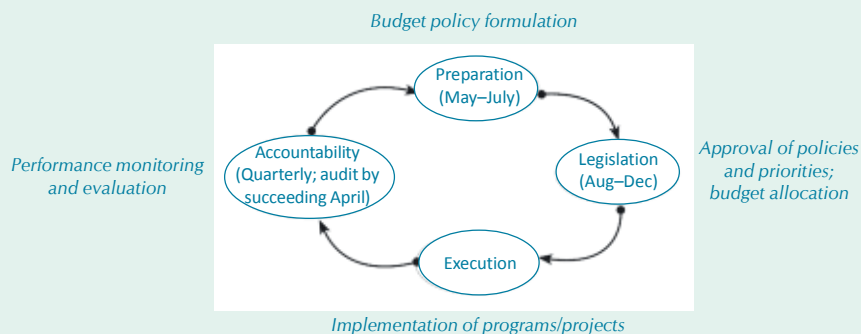 Budget policy formulation
Preparation
(May–July)
Performance monitoring
and evaluation
Accountability
(Quarterly; audit by
succeeding April)
Legislation
(Aug–Dec)
Approval of policies
and priorities;
budget allocation
Execution
Implementation of programs/projects